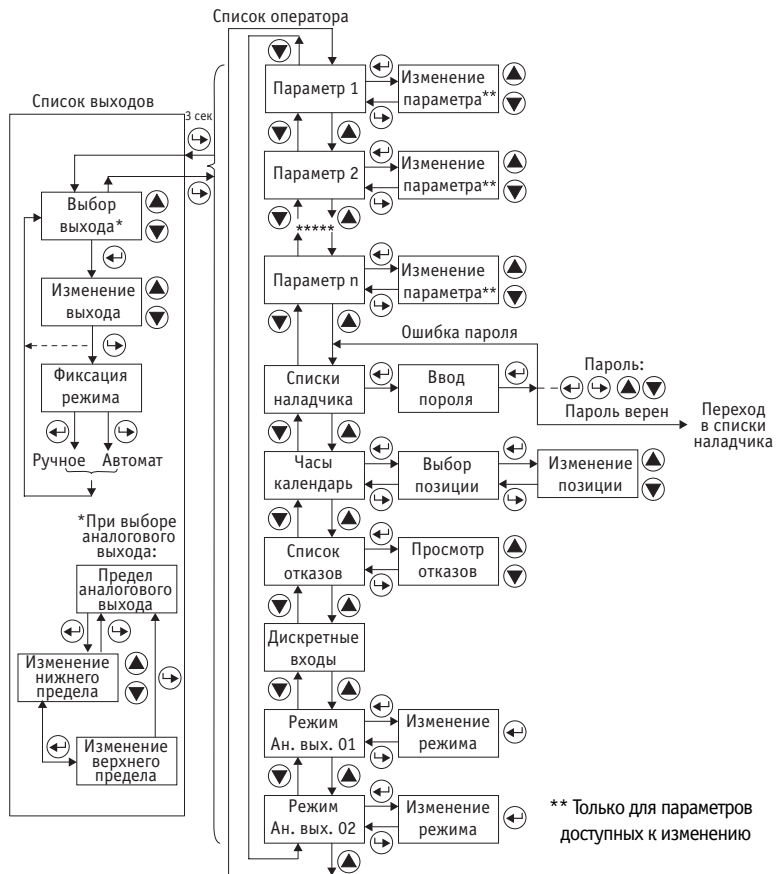 Список оператора
Список выходов
3 сек
Выбор
выхода*
Изменение
выхода
Фиксация
режима
Ручное
Автомат
*При выборе
аналогового
выхода:
Предел
аналогового
выхода
Изменение
нижнего
предела
Изменение
верхнего
предела
Параметр 1
Изменение
параметра**
Параметр 2
Изменение
параметра**
*****
Параметр n
Изменение
параметра**
Ошибка пароля
Списки
наладчика
Ввод
пороля
Пароль:
Пароль верен
Переход
в списки
наладчика
Часы
календарь
Выбор
позиции
Изменение
позиции
Список
отказов
Просмотр
отказов
Дискретные
входы
Режим
Ан. вых. 01
Изменение
режима
Режим
Ан. вых. 02
Изменение
режима
** Только для параметров
доступных к изменению